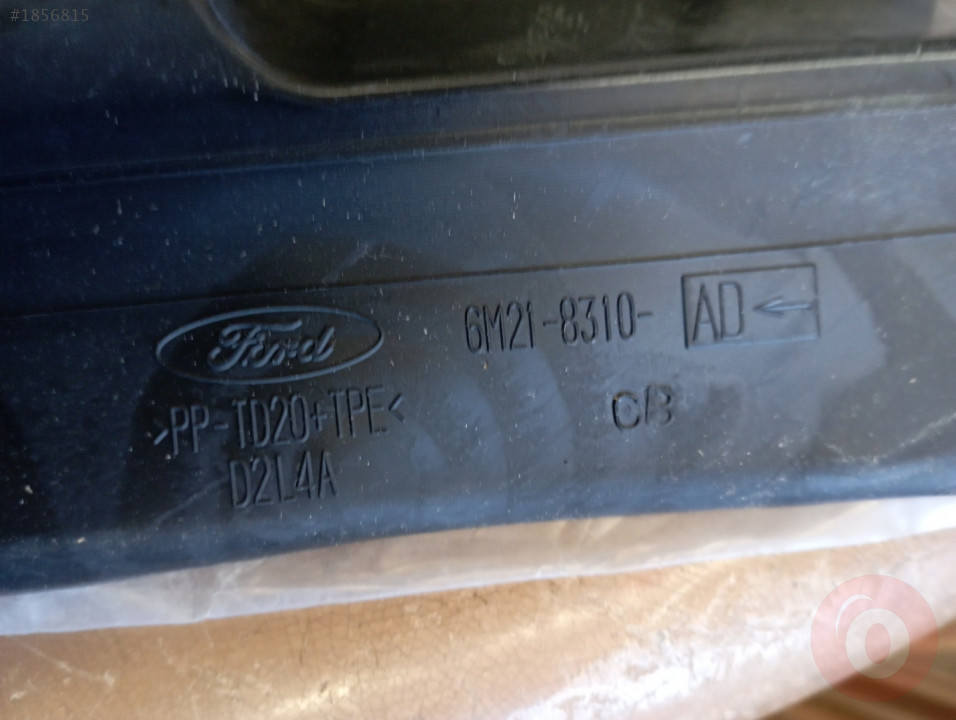 #1856815
Ford
6M21-8310- AD ←
>PP-TD20+TPE<
C/3
D2L4A